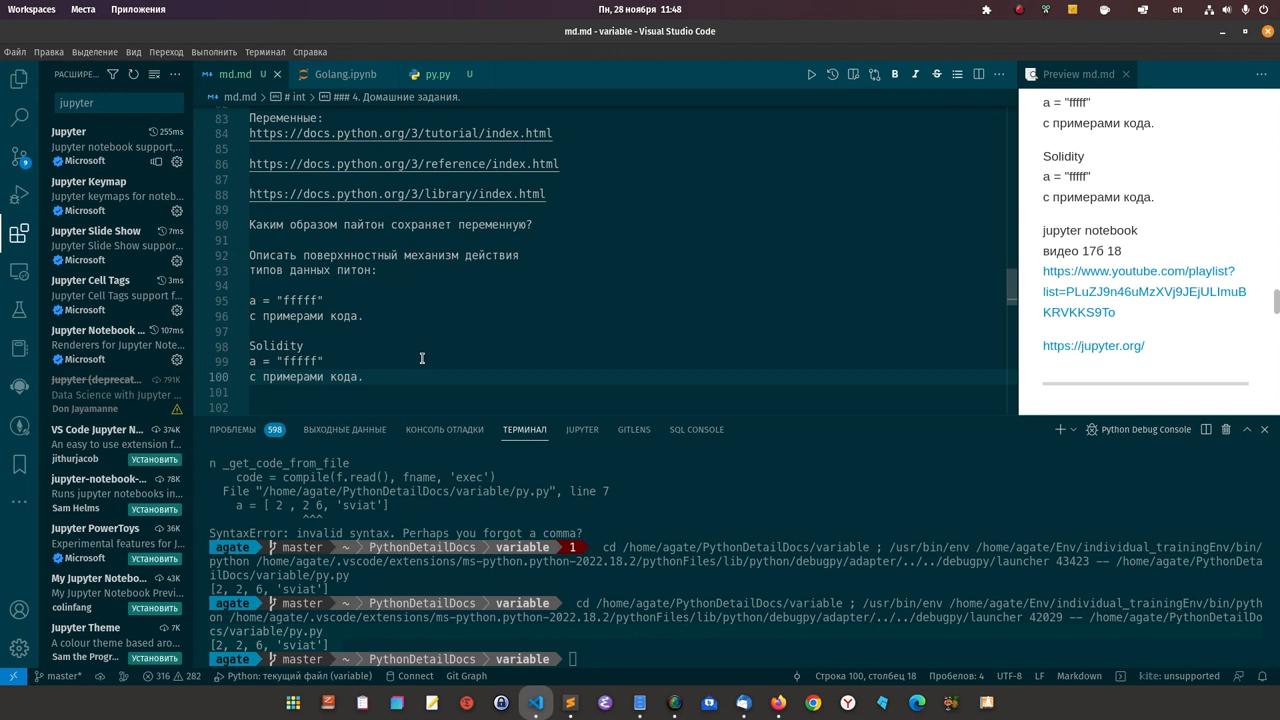 Workspaces Места Приложения Пн, 28 ноября 11:48 en
md.md - variable - Visual Studio Code
Файл Правка Выделение Вид Переход Выполнить Терминал Справка
РАСШИРЕ...
md.md U
Golang.ipynb
py.py U
Preview md.md
jupyter
md.md > # int > ### 4. Домашние задания.
Jupyter 255ms
Jupyter notebook support,...
Microsoft
Jupyter Keymap
Jupyter keymaps for noteb...
Microsoft
Jupyter Slide Show 7ms
Jupyter Slide Show suppor...
Microsoft
Jupyter Cell Tags 3ms
Jupyter Cell Tags support f...
Microsoft
Jupyter Notebook ... 107ms
Renderers for Jupyter Note...
Microsoft
Jupyter (deprecat... 791K
Data Science with Jupyter ...
Don Jayamanne
VS Code Jupyter N... 374K
An easy to use extension f...
jithurjacob Установить
jupyter-notebook-... 78K
Runs jupyter notebooks in...
Sam Helms Установить
Jupyter PowerToys 36K
Experimental features for J...
Microsoft Установить
My Jupyter Notebo... 43K
My Jupyter Notebook Previ...
colinfang Установить
Jupyter Theme 7K
A colour theme based aro...
Sam the Progr... Установить
83 Переменные:
84 https://docs.python.org/3/tutorial/index.html
85
86 https://docs.python.org/3/reference/index.html
87
88 https://docs.python.org/3/library/index.html
89
90 Каким образом пайтон сохраняет переменную?
91
92 Описать поверхнностный механизм действия
93 типов данных питон:
94
95 a = "fffff"
96 с примерами кода.
97
98 Solidity
99 a = "fffff"
100 с примерами кода.
101
102
a = "fffff"
с примерами кода.
Solidity
a = "fffff"
с примерами кода.
jupyter notebook
видео 17б 18
https://www.youtube.com/playlist?
list=PLuZJ9n46uMzXVj9JEjULImuB
KRVKKS9To
https://jupyter.org/
ПРОБЛЕМЫ 598 ВЫХОДНЫЕ ДАННЫЕ КОНСОЛЬ ОТЛАДКИ ТЕРМИНАЛ JUPYTER GITLENS SQL CONSOLE Python Debug Console
n _get_code_from_file
code = compile(f.read(), fname, 'exec')
File "/home/agate/PythonDetailDocs/variable/py.py", line 7
a = [ 2 , 2 6, 'sviat']
^^^
SyntaxError: invalid syntax. Perhaps you forgot a comma?
agate master ~ PythonDetailDocs variable 1 cd /home/agate/PythonDetailDocs/variable ; /usr/bin/env /home/agate/Env/individual_trainingEnv/bin/
python /home/agate/.vscode/extensions/ms-python.python-2022.18.2/pythonFiles/lib/python/debugpy/adapter/../../debugpy/launcher 43423 -- /home/agate/PythonDeta
ilDocs/variable/py.py
[2, 2, 6, 'sviat']
agate master ~ PythonDetailDocs variable cd /home/agate/PythonDetailDocs/variable ; /usr/bin/env /home/agate/Env/individual_trainingEnv/bin/pyth
on /home/agate/.vscode/extensions/ms-python.python-2022.18.2/pythonFiles/lib/python/debugpy/adapter/../../debugpy/launcher 42029 -- /home/agate/PythonDetailDo
cs/variable/py.py
[2, 2, 6, 'sviat']
agate master ~ PythonDetailDocs variable
master* 316 282 Python: текущий файл (variable) Connect Git Graph Строка 100, столбец 18 Пробелов: 4 UTF-8 LF Markdown kite: unsupported